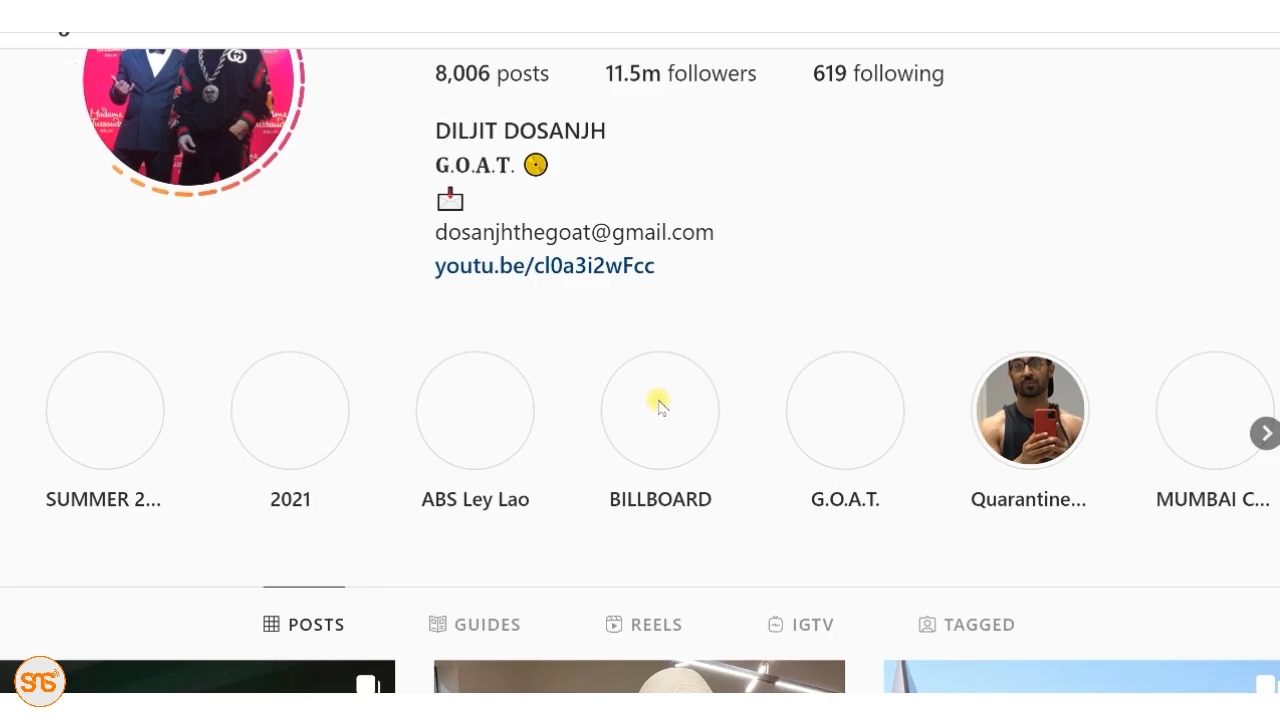 8,006 posts 11.5m followers 619 following
DILJIT DOSANJH
G.O.A.T.
dosanjhthegoat@gmail.com
youtu.be/cl0a3i2wFcc
SUMMER 2... 2021 ABS Ley Lao BILLBOARD G.O.A.T. Quarantine... MUMBAI C...
POSTS GUIDES REELS IGTV TAGGED
SNS